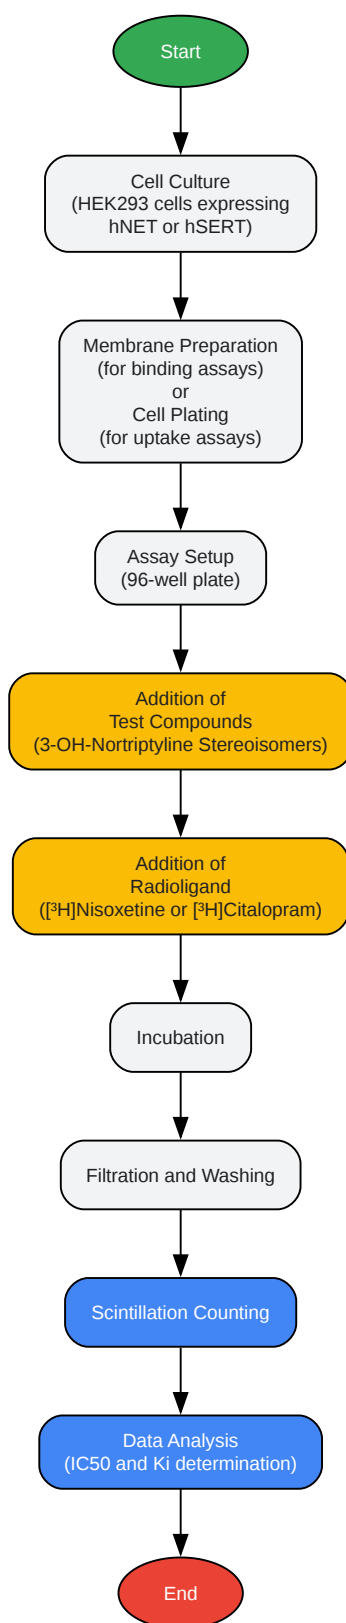 Start
Cell Culture
(HEK293 cells expressing
hNET or hSERT)
Membrane Preparation
(for binding assays)
or
Cell Plating
(for uptake assays)
Assay Setup
(96-well plate)
Addition of
Test Compounds
(3-OH-Nortriptyline Stereoisomers)
Addition of
Radioligand
([³H]Nisoxetine or [³H]Citalopram)
Incubation
Filtration and Washing
Scintillation Counting
Data Analysis
(IC50 and Ki determination)
End